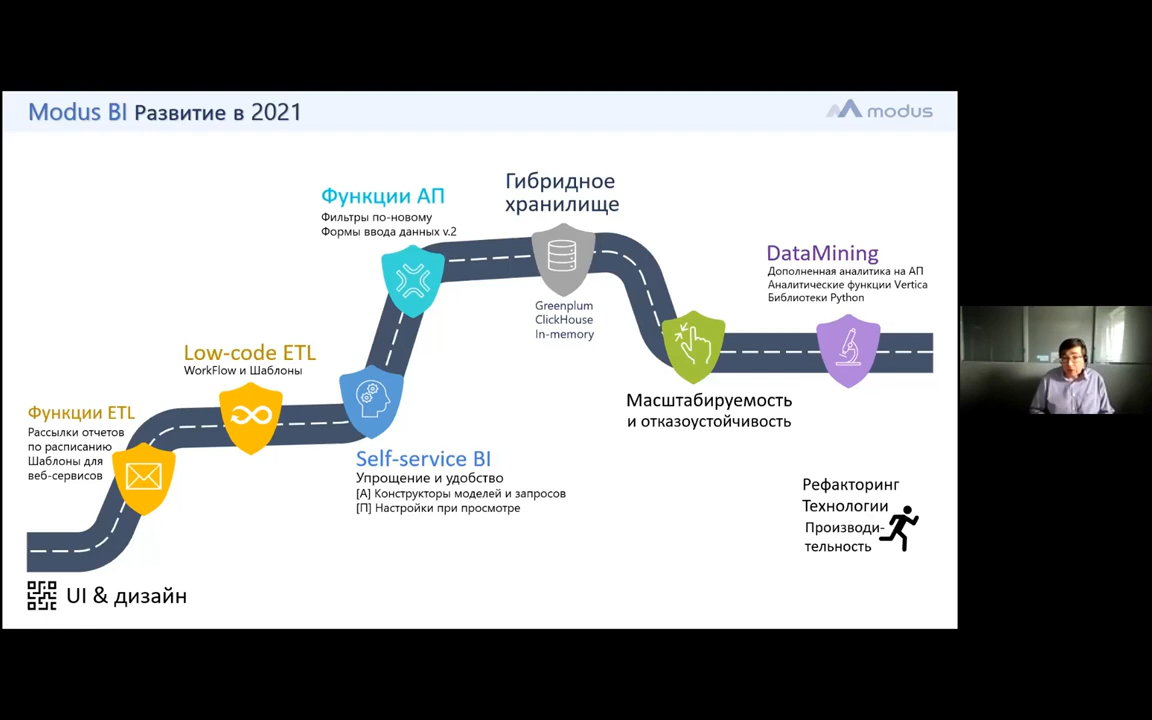 Modus BI Развитие в 2021
modus
Функции ETL
Рассылки отчетов
по расписанию
Шаблоны для
веб-сервисов
Low-code ETL
WorkFlow и Шаблоны
Self-service BI
Упрощение и удобство
[А] Конструкторы моделей и запросов
[П] Настройки при просмотре
Функции АП
Фильтры по-новому
Формы ввода данных v.2
Гибридное
хранилище
Greenplum
ClickHouse
In-memory
Масштабируемость
и отказоустойчивость
DataMining
Дополненная аналитика на АП
Аналитические функции Vertica
Библиотеки Python
Рефакторинг
Технологии
Производи-
тельность
UI & дизайн